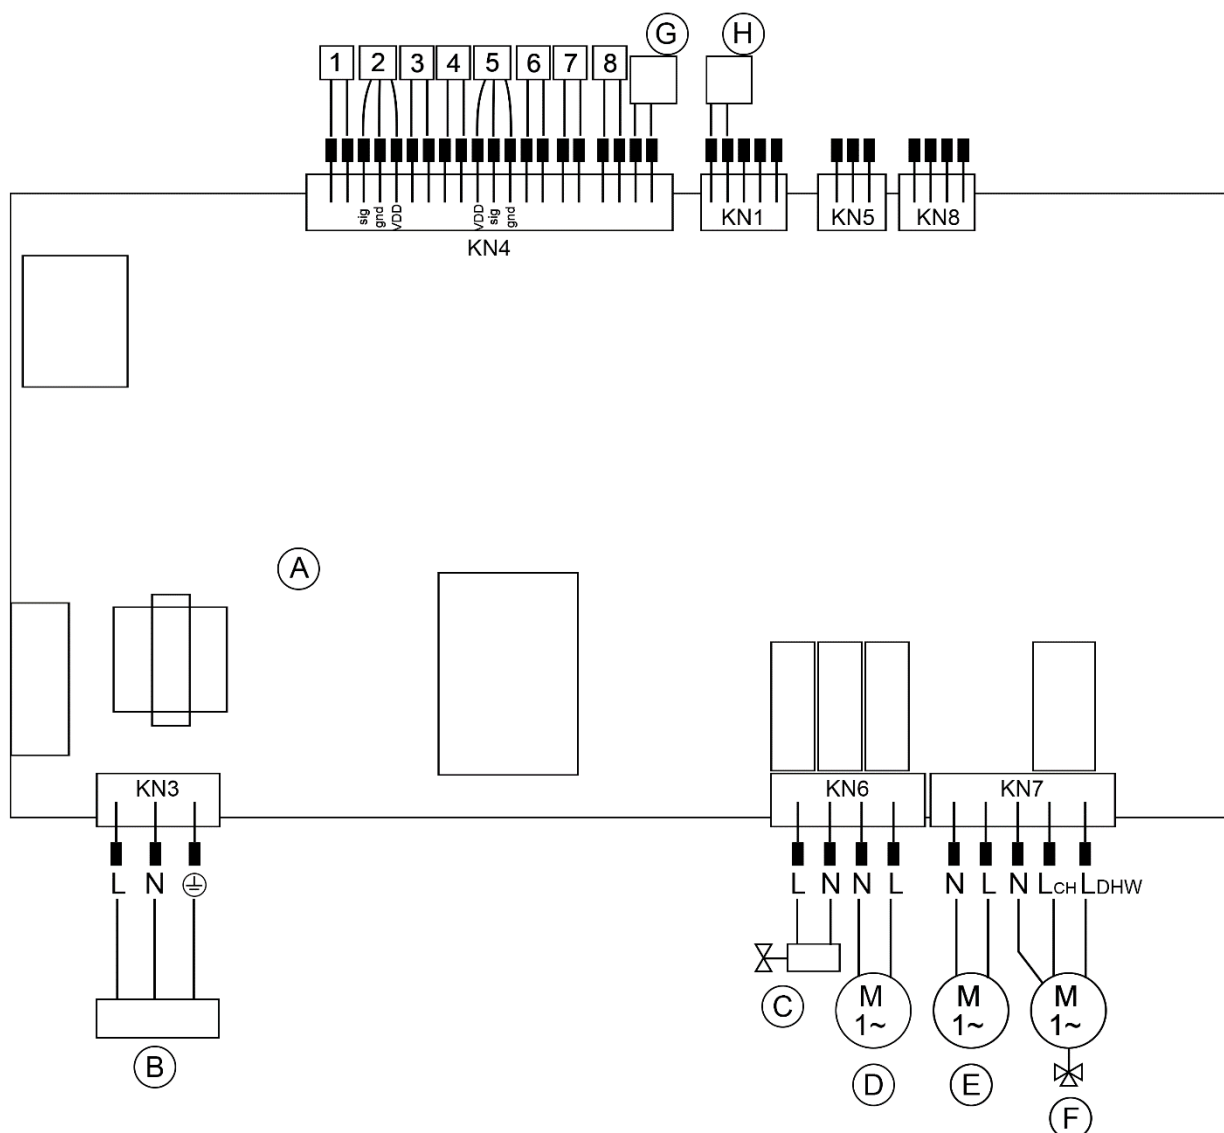 G H
1 2 3 4 5 6 7 8
sig gnd VDD VDD sig gnd
KN1 KN5 KN8
KN4
A
KN3 KN6 KN7
L N L N N L N L N LCH LDHW
C
M 1~ M 1~ M 1~
B
D E
F